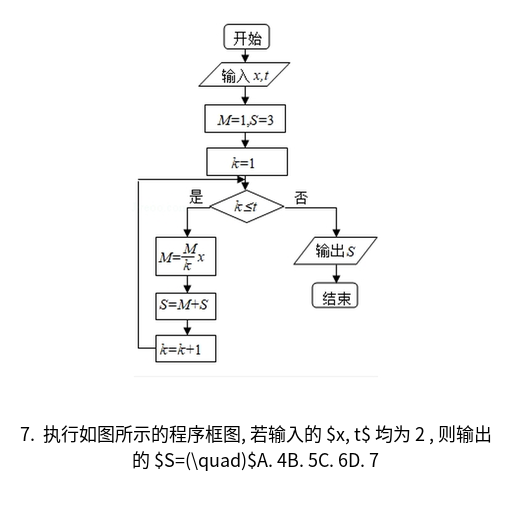 开始
输入 x,t
M=1,S=3
k=1
是
k≤t
否
M=\frac{M}{k}x
输出S
S=M+S
结束
k=k+1
7. 执行如图所示的程序框图, 若输入的 $x, t$ 均为 2 , 则输出
的 $S=(\quad)$A. 4B. 5C. 6D. 7